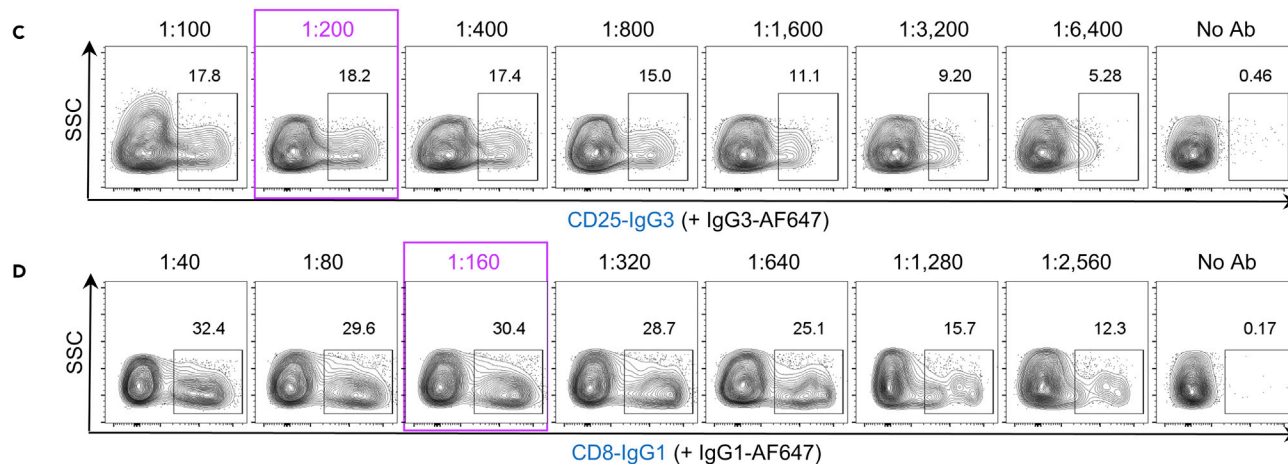 C
1:100 1:200 1:400 1:800 1:1,600 1:3,200 1:6,400 No Ab
17.8 18.2 17.4 15.0 11.1 9.20 5.28 0.46
SSC
CD25-IgG3 (+ IgG3-AF647)
D
1:40 1:80 1:160 1:320 1:640 1:1,280 1:2,560 No Ab
32.4 29.6 30.4 28.7 25.1 15.7 12.3 0.17
SSC
CD8-IgG1 (+ IgG1-AF647)